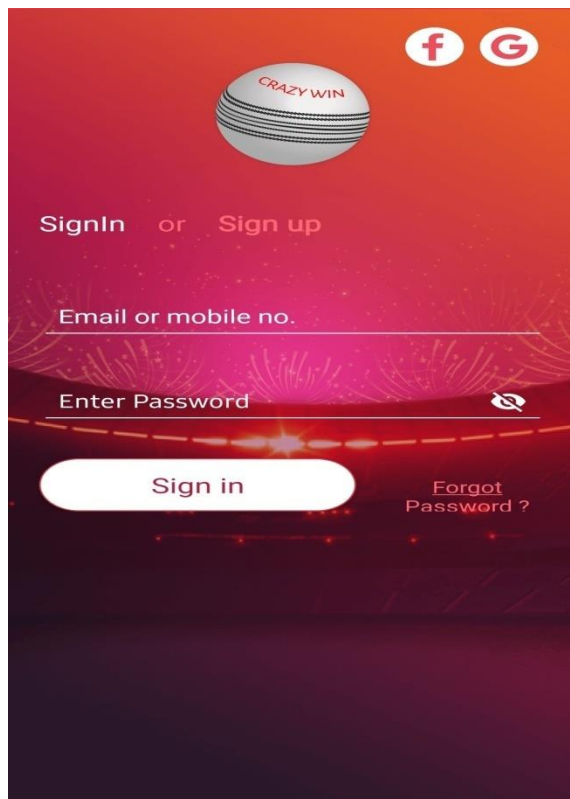 f G
CRAZY WIN
SignIn or Sign up
Email or mobile no.
Enter Password
Sign in
Forgot
Password ?